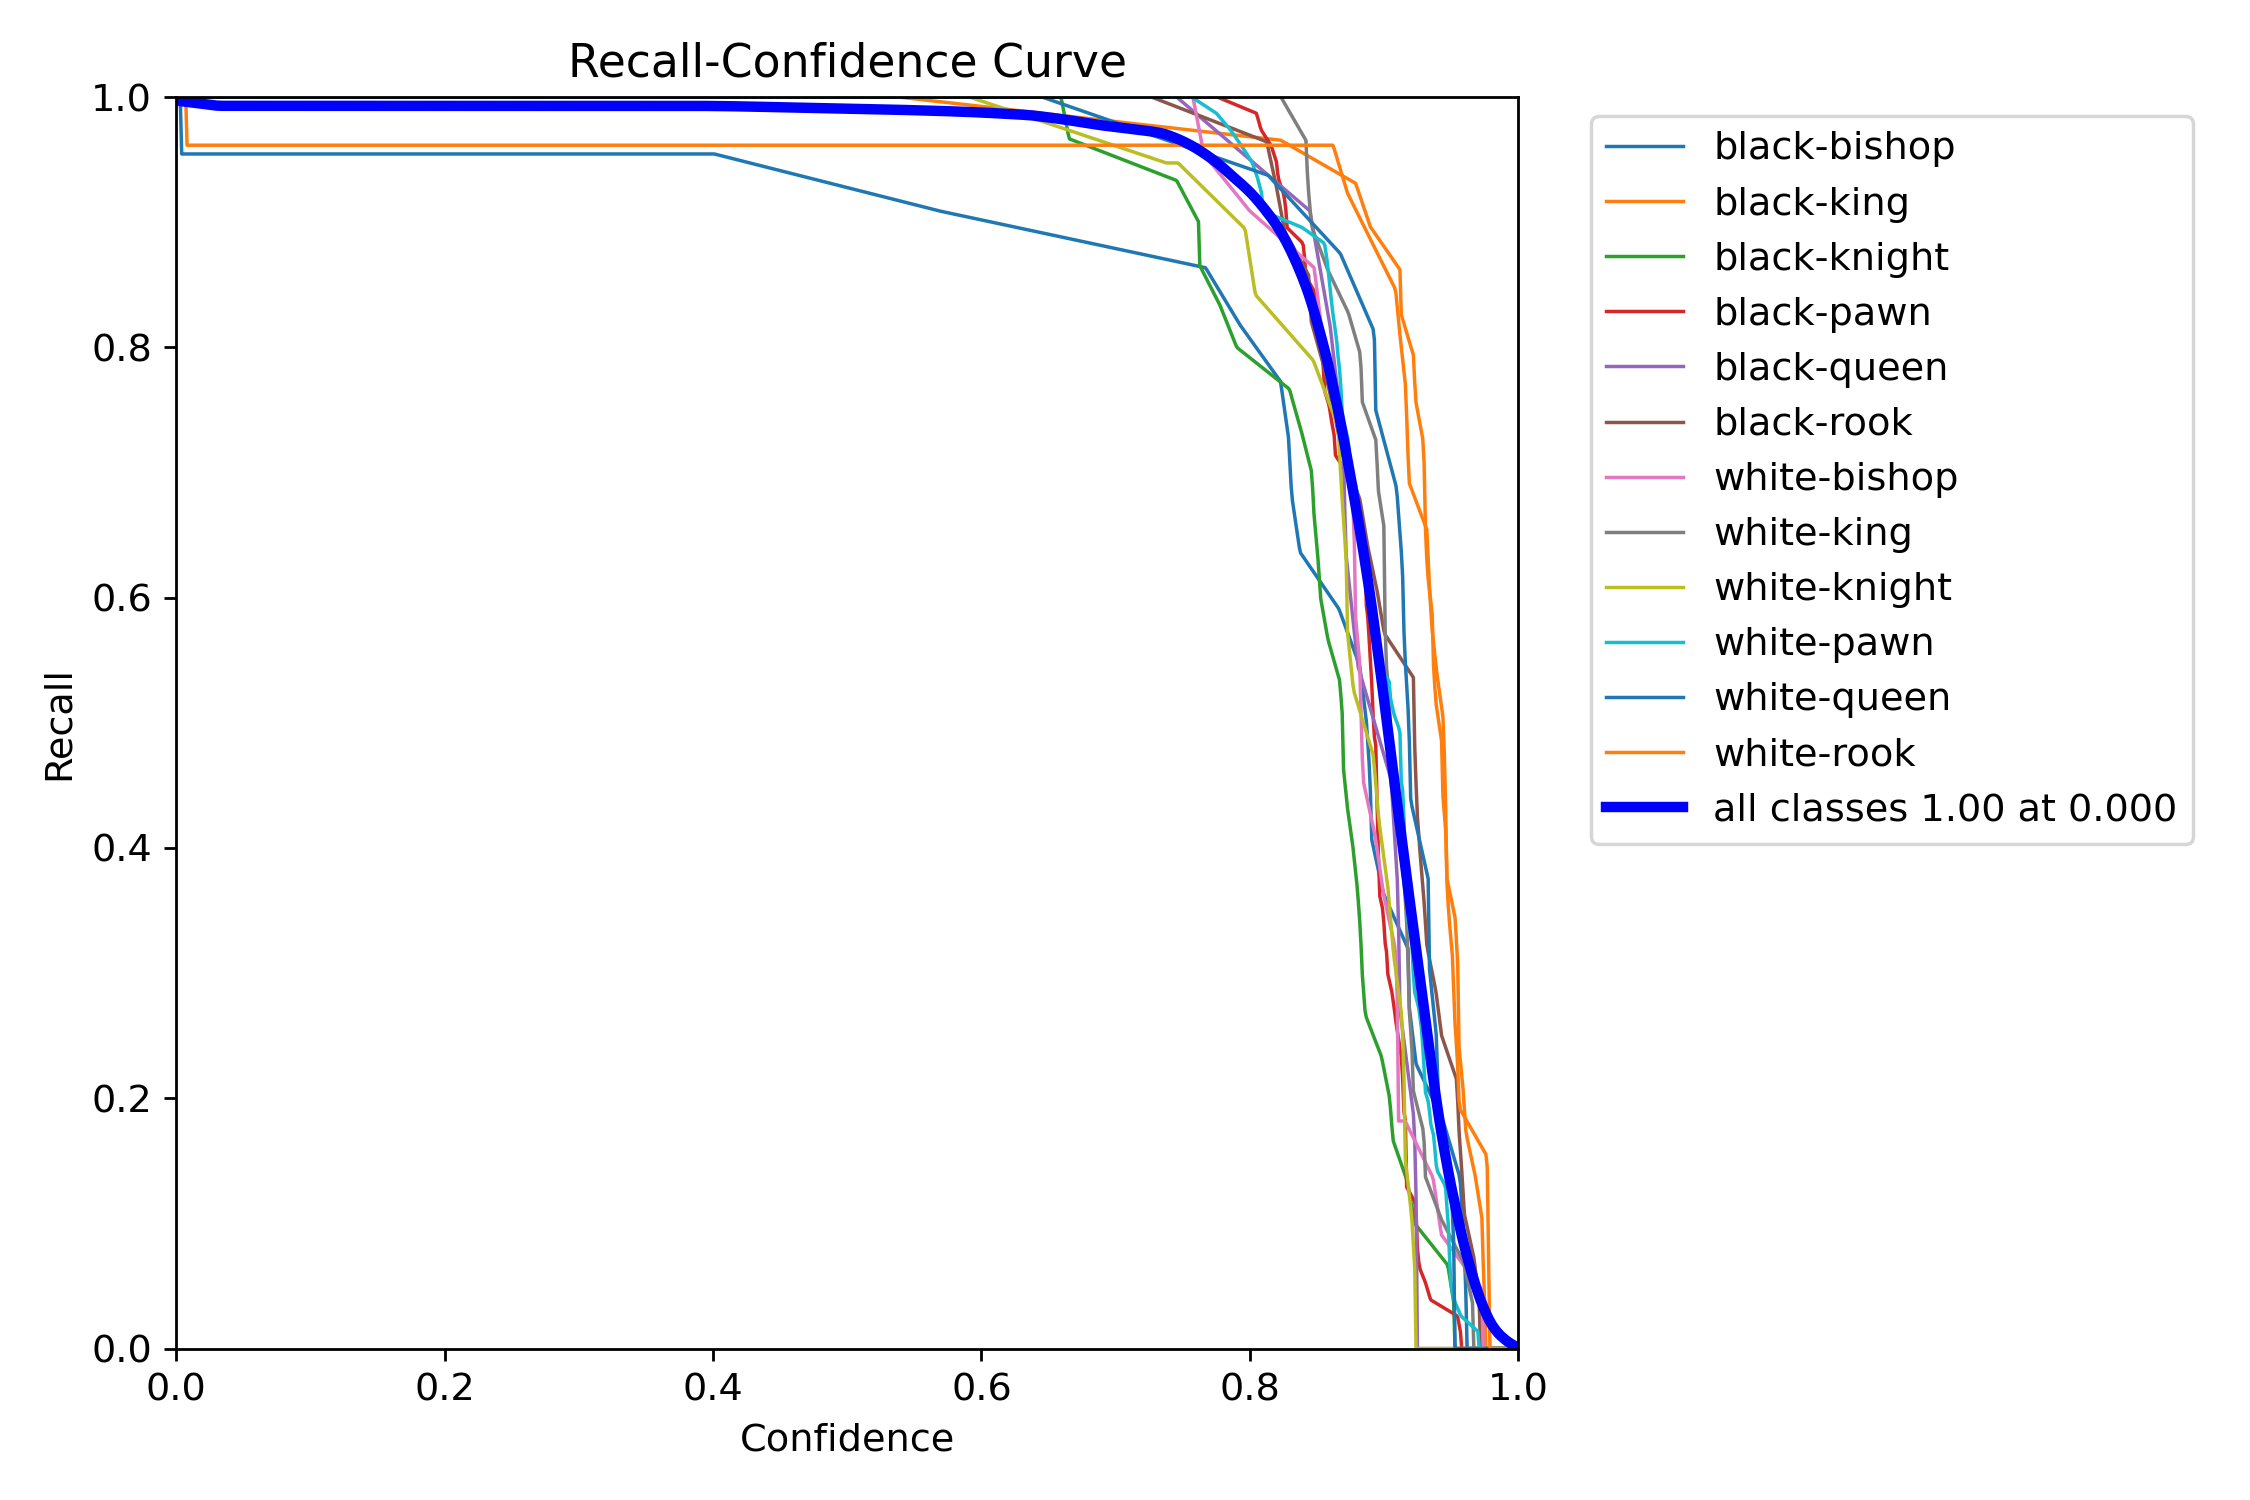 Recall-Confidence Curve
1.0
0.8
0.6
0.4
0.2
0.0
Recall
0.0 0.2 0.4 0.6 0.8 1.0
Confidence
black-bishop
black-king
black-knight
black-pawn
black-queen
black-rook
white-bishop
white-king
white-knight
white-pawn
white-queen
white-rook
all classes 1.00 at 0.000